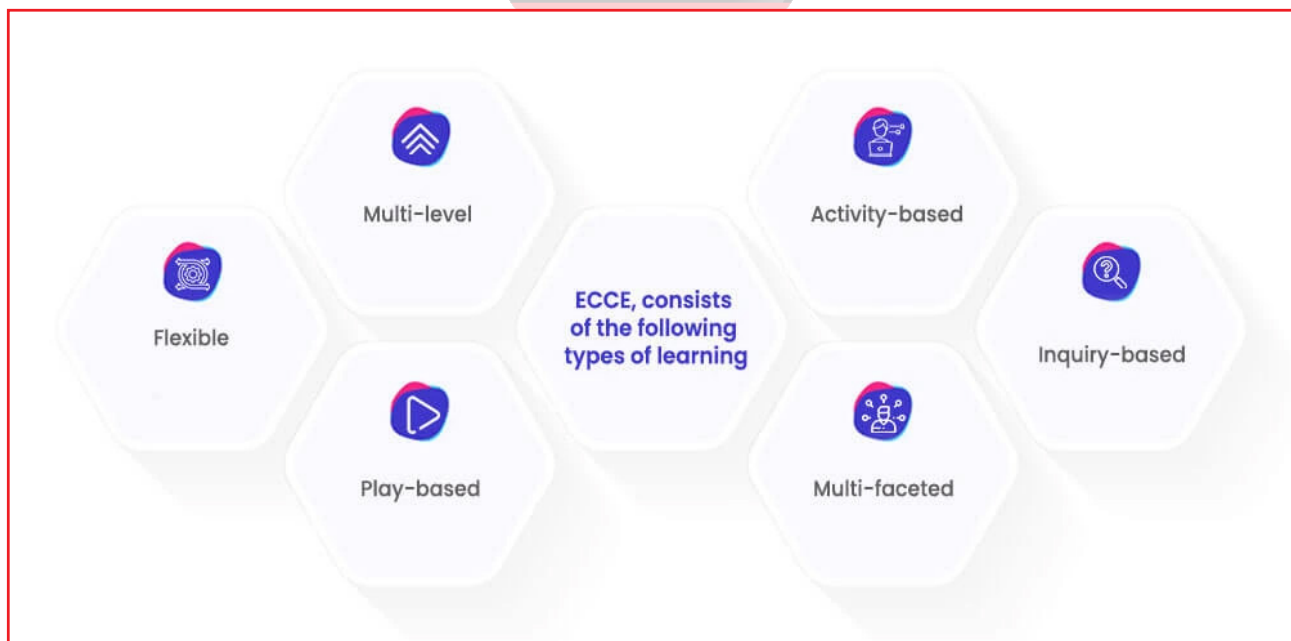 Multi-level
Activity-based
Flexible
ECCE, consists
of the following
types of learning
Inquiry-based
Play-based
Multi-faceted